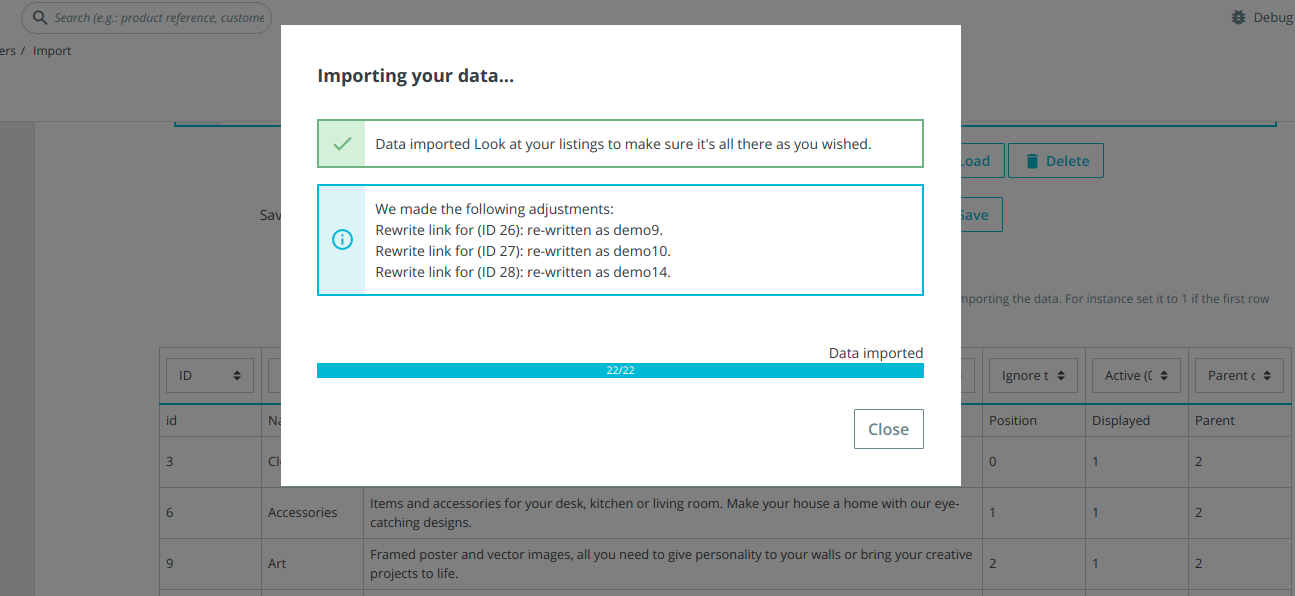 Search (e.g.: product reference, custome
Debug
ers / Import
Importing your data...
Data imported Look at your listings to make sure it's all there as you wished.
Load
Delete
We made the following adjustments:
Rewrite link for (ID 26): re-written as demo9.
Rewrite link for (ID 27): re-written as demo10.
Rewrite link for (ID 28): re-written as demo14.
Sav
Save
mporting the data. For instance set it to 1 if the first row
Data imported
22/22
ID
Ignore t
Active (0
Parent c
Close
id
Na
Position
Displayed
Parent
3
Cl
0
1
2
6
Accessories
Items and accessories for your desk, kitchen or living room. Make your house a home with our eye-
catching designs.
1
1
2
9
Art
Framed poster and vector images, all you need to give personality to your walls or bring your creative
projects to life.
2
1
2